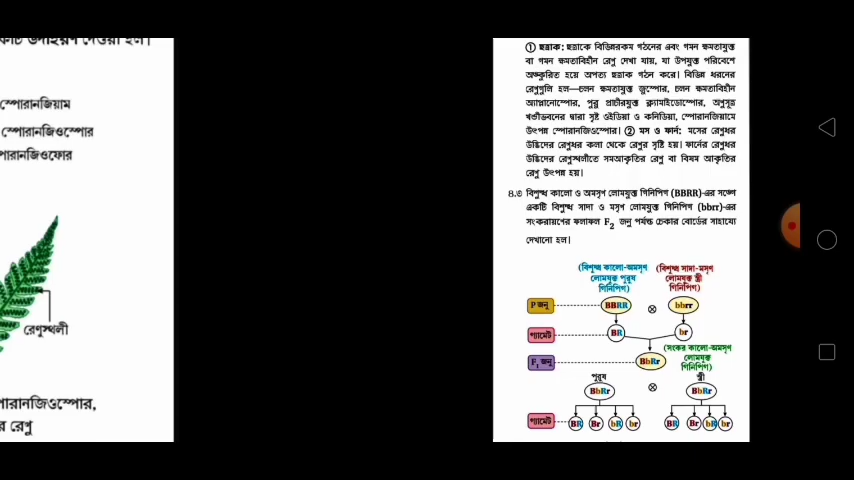 স্পোরানজিয়াম
স্পোরানজিওস্পোর
পারানজিওফোর
রেণুস্থলী
পারানজিওস্পোর,
র রেণু
① ছত্রাক: ছত্রাকে বিভিন্নরকম গঠনের এবং গমন ক্ষমতাযুক্ত
বা গমন ক্ষমতাবিহীন রেণু দেখা যায়, যা উপযুক্ত পরিবেশে
অঙ্কুরিত হয়ে অপত্য ছত্রাক গঠন করে। বিভিন্ন ধরনের
রেণুগুলি হল—চলন ক্ষমতাযুক্ত জুস্পোর, চলন ক্ষমতাবিহীন
অ্যাপ্লানোস্পোর, পুরু প্রাচীরযুক্ত ক্ল্যামাইডোস্পোর, অণুসূত্র
খণ্ডীভবনের দ্বারা সৃষ্ট ওইডিয়া ও কনিডিয়া, স্পোরানজিয়ামে
উৎপন্ন স্পোরানজিওস্পোর। ② মস ও ফার্ন: মসের রেণুধর
উদ্ভিদের রেণুধর কলা থেকে রেণুর সৃষ্টি হয়। ফার্নের রেণুধর
উদ্ভিদের রেণুস্থলীতে সমআকৃতির রেণু বা বিষম আকৃতির
রেণু উৎপন্ন হয়।
৪.৩ বিশুদ্ধ কালো ও অমসৃণ লোমযুক্ত গিনিপিগ (BBRR)-এর সঙ্গে
একটি বিশুদ্ধ সাদা ও মসৃণ লোমযুক্ত গিনিপিগ (bbrr)-এর
সংকরায়ণের ফলাফল F₂ জনু পর্যন্ত চেকার বোর্ডের সাহায্যে
দেখানো হল।
(বিশুদ্ধ কালো-অমসৃণ
লোমযুক্ত পুরুষ
গিনিপিগ)
(বিশুদ্ধ সাদা-মসৃণ
লোমযুক্ত স্ত্রী
গিনিপিগ)
P জনু BBRR ⊗ bbrr
গ্যামেট BR br
(সংকর কালো-অমসৃণ
লোমযুক্ত
গিনিপিগ)
F₁ জনু BbRr
পুরুষ স্ত্রী
BbRr ⊗ BbRr
গ্যামেট BR Br bR br BR Br bR br